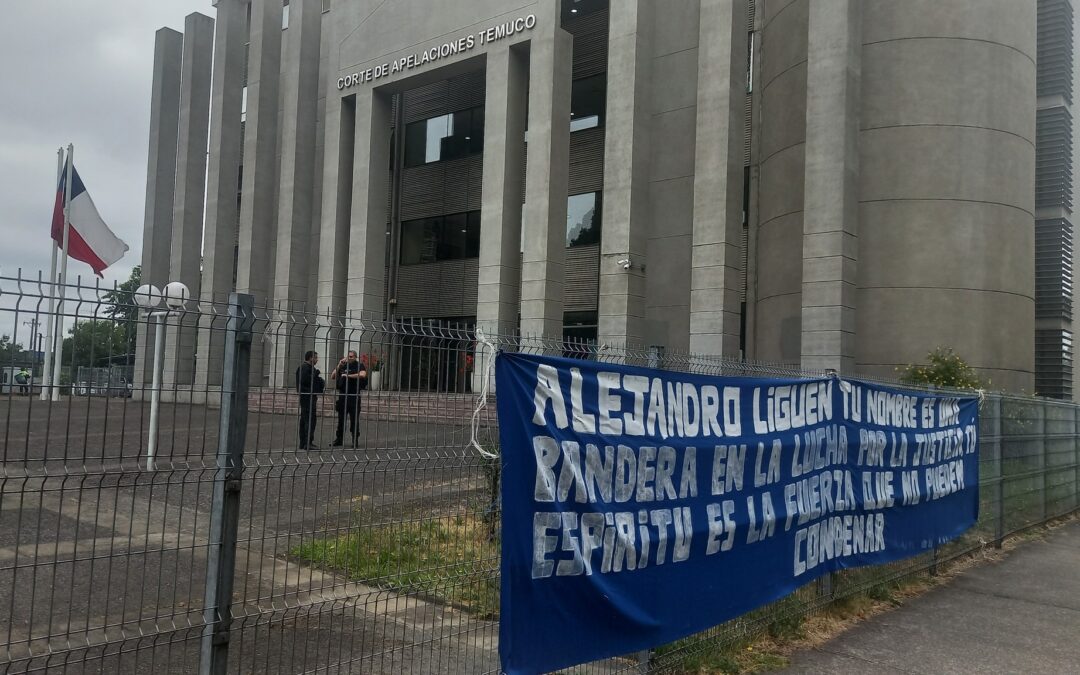 CORTE DE APELACIONES TEMUCO
ALEJANDRO LiGUEN TU NOMBRE ES UNA
BANDERA EN LA LUCHA POR LA JUSTICIA TÚ
ESPiRiTU ES LA FUERZA QUE NO PUEDEN
CONDENAR